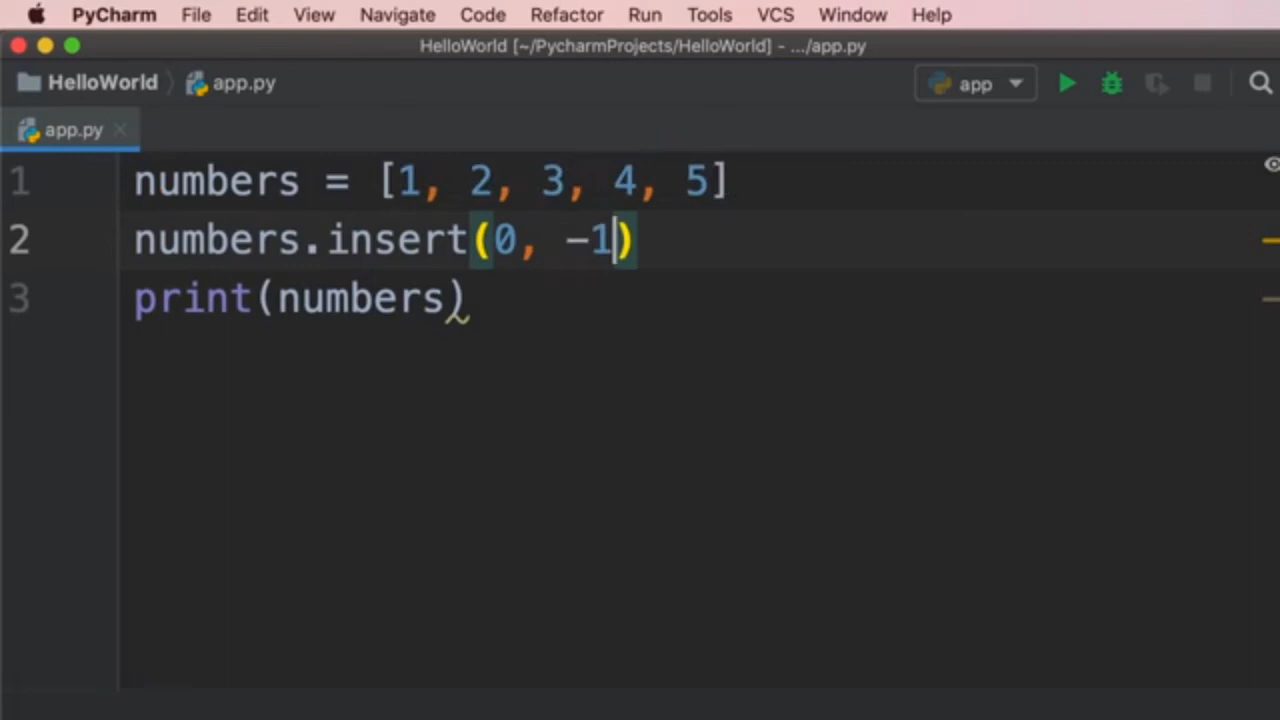 PyCharm File Edit View Navigate Code Refactor Run Tools VCS Window Help
HelloWorld [~/PycharmProjects/HelloWorld] - .../app.py
HelloWorld app.py app
app.py
1 numbers = [1, 2, 3, 4, 5]
2 numbers.insert(0, -1)
3 print(numbers)